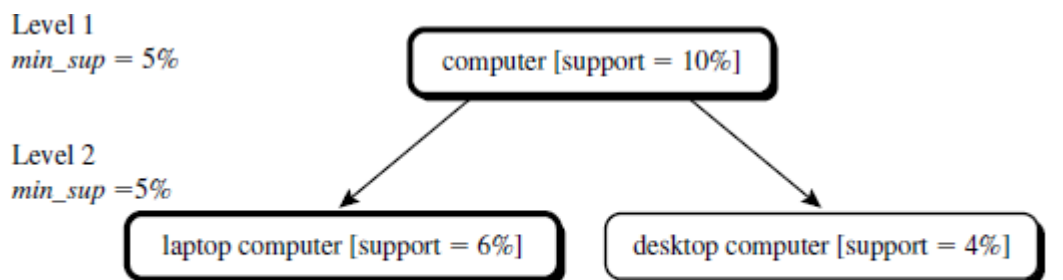 Level 1
min_sup = 5%
computer [support = 10%]
Level 2
min_sup =5%
laptop computer [support = 6%]
desktop computer [support = 4%]